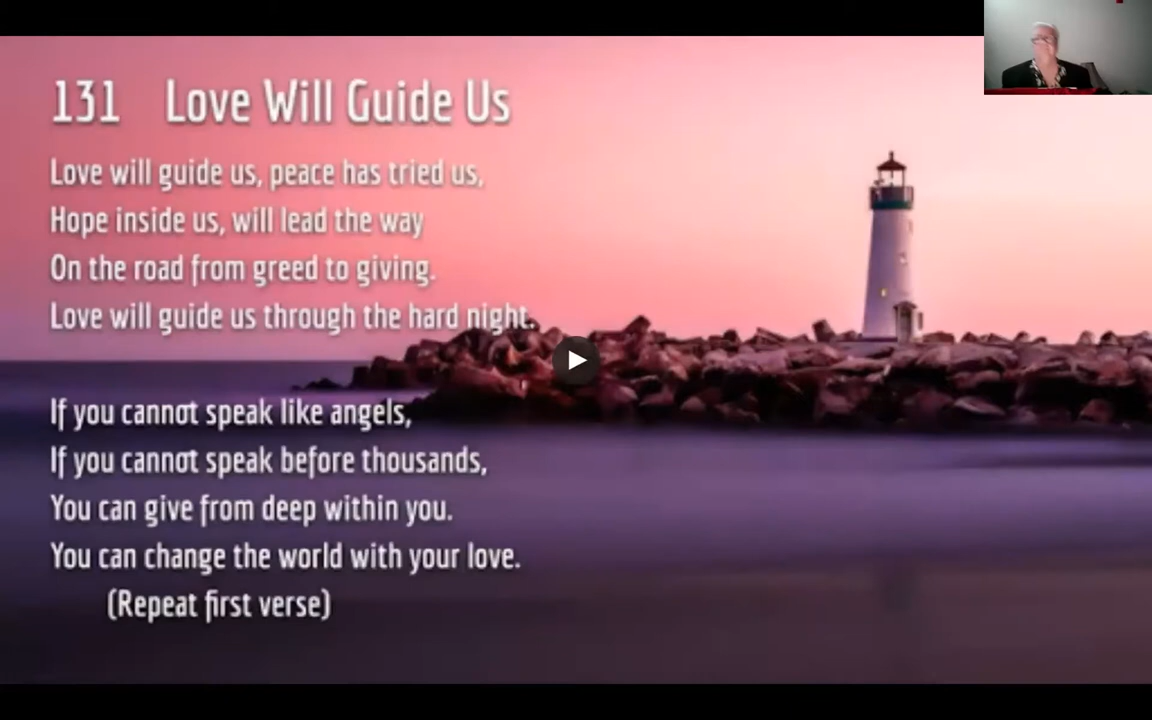 131 Love Will Guide Us
Love will guide us, peace has tried us,
Hope inside us, will lead the way
On the road from greed to giving.
Love will guide us through the hard night.
If you cannot speak like angels,
If you cannot speak before thousands,
You can give from deep within you.
You can change the world with your love.
(Repeat first verse)